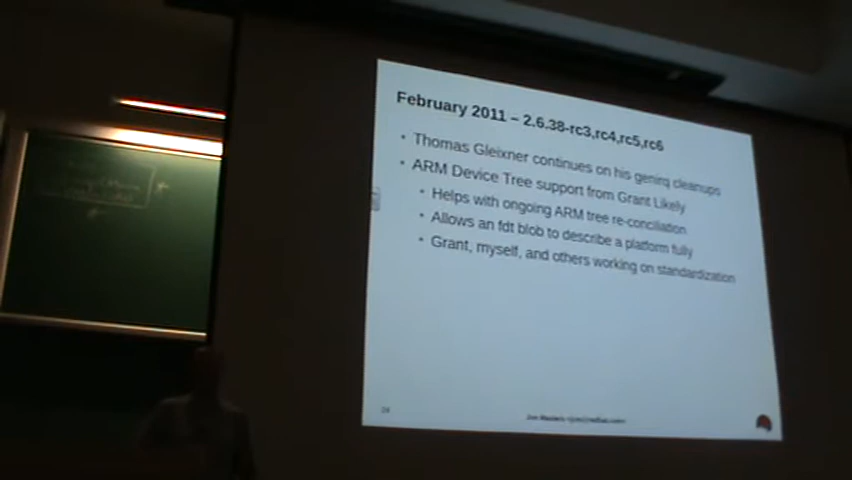 February 2011 – 2.6.38-rc3,rc4,rc5,rc6
• Thomas Gleixner continues on his genirq cleanups
• ARM Device Tree support from Grant Likely
• Helps with ongoing ARM tree re-conciliation
• Allows an fdt blob to describe a platform fully
• Grant, myself, and others working on standardization
Jon Masters